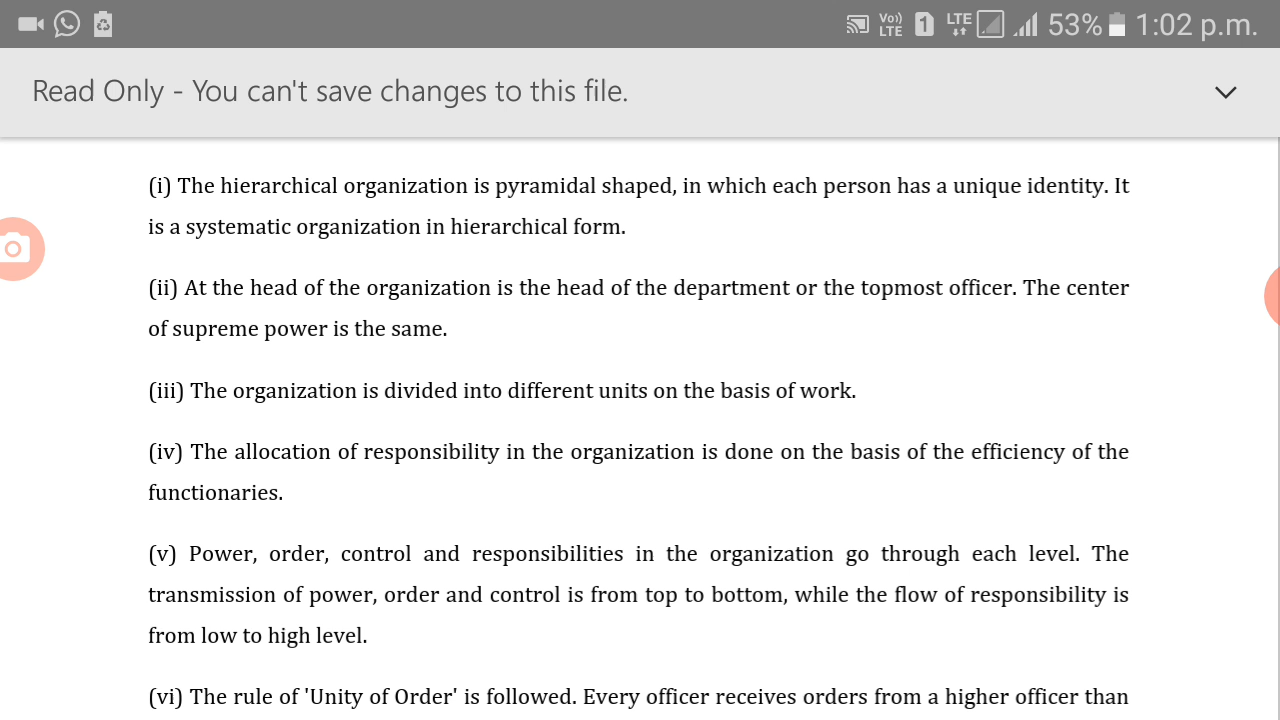 Vo)) LTE 1 LTE 53% 1:02 p.m.
Read Only - You can't save changes to this file.
(i) The hierarchical organization is pyramidal shaped, in which each person has a unique identity. It
is a systematic organization in hierarchical form.
(ii) At the head of the organization is the head of the department or the topmost officer. The center
of supreme power is the same.
(iii) The organization is divided into different units on the basis of work.
(iv) The allocation of responsibility in the organization is done on the basis of the efficiency of the
functionaries.
(v) Power, order, control and responsibilities in the organization go through each level. The
transmission of power, order and control is from top to bottom, while the flow of responsibility is
from low to high level.
(vi) The rule of 'Unity of Order' is followed. Every officer receives orders from a higher officer than